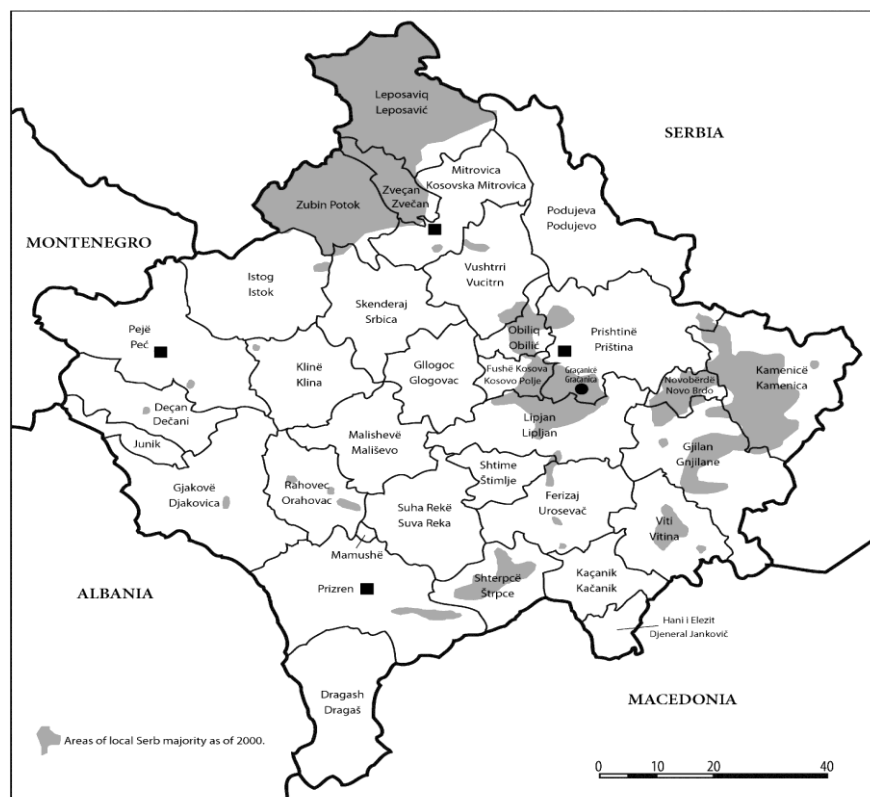 Leposaviq
Leposavić
SERBIA
Mitrovica
Kosovska Mitrovica
Zveçan
Zvečan
Zubin Potok
Podujeva
Podujevo
MONTENEGRO
Istog
Istok
Vushtrri
Vucitrn
Skenderaj
Srbica
Pejë
Peć
Obiliq
Obilić
Prishtinë
Priština
Klinë
Klina
Gllogoc
Glogovac
Fushë Kosova
Kosovo Polje
Graçanicë
Gračanica
Novobërdë
Novo Brdo
Kamenicë
Kamenica
Deçan
Dečani
Lipjan
Lipljan
Junik
Malishevë
Mališevo
Gjilan
Gnjilane
Shtime
Štimlje
Gjakovë
Djakovica
Rahovec
Orahovac
Suha Rekë
Suva Reka
Ferizaj
Urosevač
Viti
Vitina
Mamushë
Prizren
Shterpcë
Štrpce
Kaçanik
Kačanik
ALBANIA
Hani i Elezit
Djeneral Jankovič
Dragash
Dragaš
MACEDONIA
Areas of local Serb majority as of 2000.
0 10 20 40